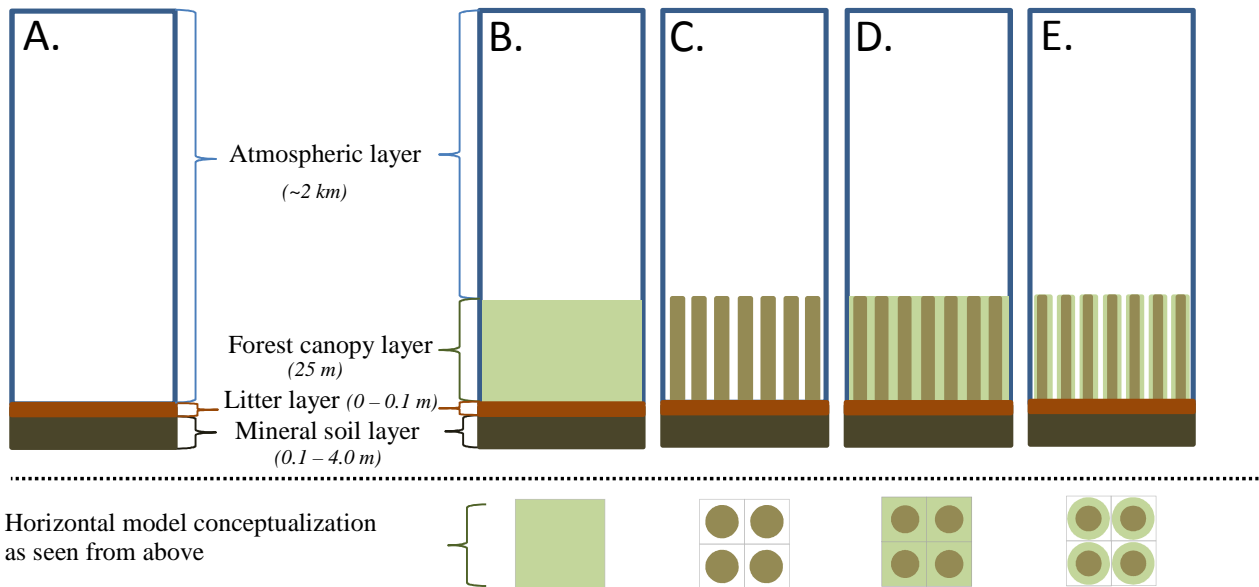 A.
B.
C.
D.
E.
Atmospheric layer
(~2 km)
Forest canopy layer
(25 m)
Litter layer (0 – 0.1 m)
Mineral soil layer
(0.1 – 4.0 m)
Horizontal model conceptualization
as seen from above